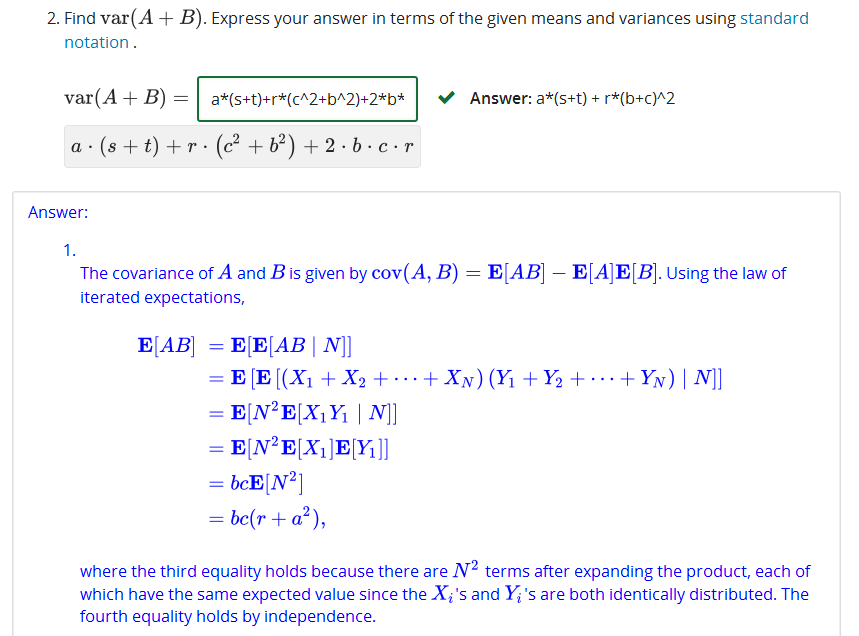 2. Find var(A + B). Express your answer in terms of the given means and variances using standard
notation .
var(A + B) = a*(s+t)+r*(c^2+b^2)+2*b* ✔ Answer: a*(s+t) + r*(b+c)^2
a · (s + t) + r · (c² + b²) + 2 · b · c · r
Answer:
1.
The covariance of A and B is given by cov(A, B) = E[AB] − E[A]E[B]. Using the law of
iterated expectations,
E[AB] = E[E[AB | N]]
= E [E [(X₁ + X₂ + ··· + X_N) (Y₁ + Y₂ + ··· + Y_N) | N]]
= E[N²E[X₁Y₁ | N]]
= E[N²E[X₁]E[Y₁]]
= bcE[N²]
= bc(r + a²),
where the third equality holds because there are N² terms after expanding the product, each of
which have the same expected value since the Xᵢ's and Yᵢ's are both identically distributed. The
fourth equality holds by independence.